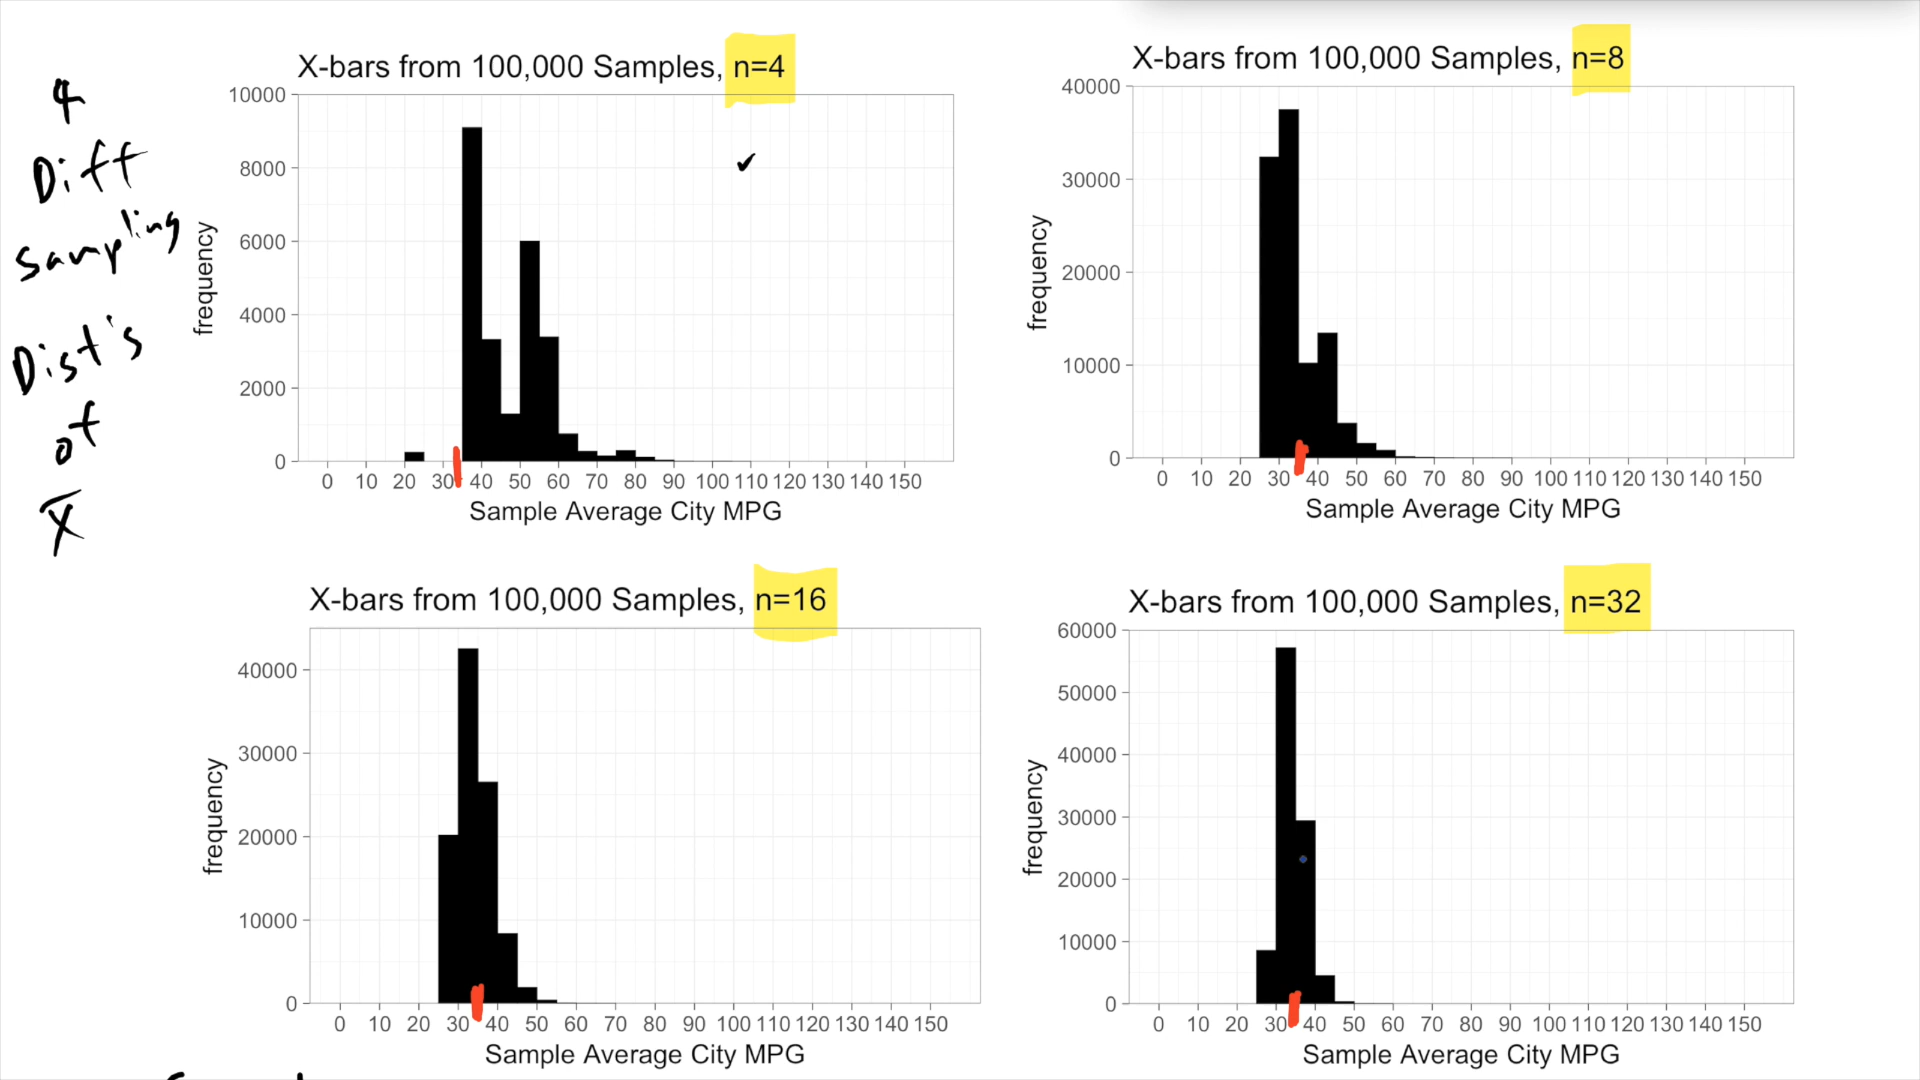 4
Diff
Sampling
Dist's
of
X̄
X-bars from 100,000 Samples, n=4
10000
8000
6000
4000
2000
0
frequency
0 10 20 30 40 50 60 70 80 90 100 110 120 130 140 150
Sample Average City MPG
X-bars from 100,000 Samples, n=8
40000
30000
20000
10000
0
frequency
0 10 20 30 40 50 60 70 80 90 100 110 120 130 140 150
Sample Average City MPG
X-bars from 100,000 Samples, n=16
40000
30000
20000
10000
0
frequency
0 10 20 30 40 50 60 70 80 90 100 110 120 130 140 150
Sample Average City MPG
X-bars from 100,000 Samples, n=32
60000
50000
40000
30000
20000
10000
0
frequency
0 10 20 30 40 50 60 70 80 90 100 110 120 130 140 150
Sample Average City MPG